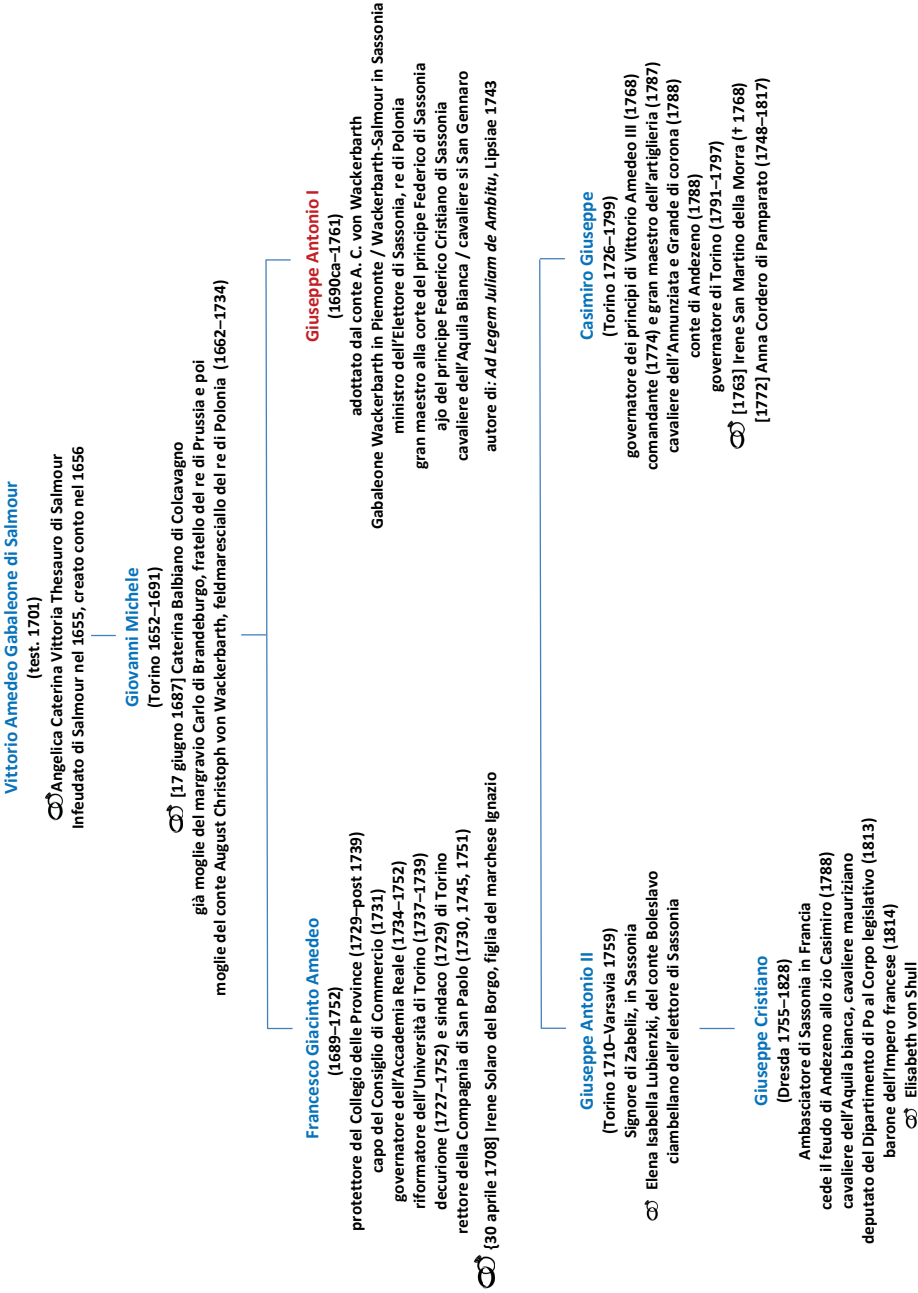 Vittorio Amedeo Gabaleone di Salmour
(test. 1701)
Angelica Caterina Vittoria Thesauro di Salmour
Infeudato di Salmour nel 1655, creato conto nel 1656
Giovanni Michele
(Torino 1652–1691)
[17 giugno 1687] Caterina Balbiano di Colcavagno
già moglie del margravio Carlo di Brandeburgo, fratello del re di Prussia e poi
moglie del conte August Christoph von Wackerbarth, feldmaresciallo del re di Polonia (1662–1734)
Francesco Giacinto Amedeo
(1689–1752)
protettore del Collegio delle Province (1729–post 1739)
capo del Consiglio di Commercio (1731)
governatore dell'Accademia Reale (1734–1752)
riformatore dell'Università di Torino (1737–1739)
decurione (1727–1752) e sindaco (1729) di Torino
rettore della Compagnia di San Paolo (1730, 1745, 1751)
{30 aprile 1708] Irene Solaro del Borgo, figlia del marchese Ignazio
Giuseppe Antonio I
(1690ca–1761)
adottato dal conte A. C. von Wackerbarth
Gabaleone Wackerbarth in Piemonte / Wackerbarth-Salmour in Sassonia
ministro dell'Elettore di Sassonia, re di Polonia
gran maestro alla corte del principe Federico di Sassonia
ajo del principe Federico Cristiano di Sassonia
cavaliere dell'Aquila Bianca / cavaliere si San Gennaro
autore di: Ad Legem Juliam de Ambitu, Lipsiae 1743
Giuseppe Antonio II
(Torino 1710–Varsavia 1759)
Signore di Zabeliz, in Sassonia
Elena Isabella Lubienzki, del conte Boleslavo
ciambellano dell'elettore di Sassonia
Casimiro Giuseppe
(Torino 1726–1799)
governatore dei principi di Vittorio Amedeo III (1768)
comandante (1774) e gran maestro dell'artiglieria (1787)
cavaliere dell'Annunziata e Grande di corona (1788)
conte di Andezeno (1788)
governatore di Torino (1791–1797)
[1763] Irene San Martino della Morra († 1768)
[1772] Anna Cordero di Pamparato (1748–1817)
Giuseppe Cristiano
(Dresda 1755–1828)
Ambasciatore di Sassonia in Francia
cede il feudo di Andezeno allo zio Casimiro (1788)
cavaliere dell'Aquila bianca, cavaliere mauriziano
deputato del Dipartimento di Po al Corpo legislativo (1813)
barone dell'Impero francese (1814)
Elisabeth von Shull